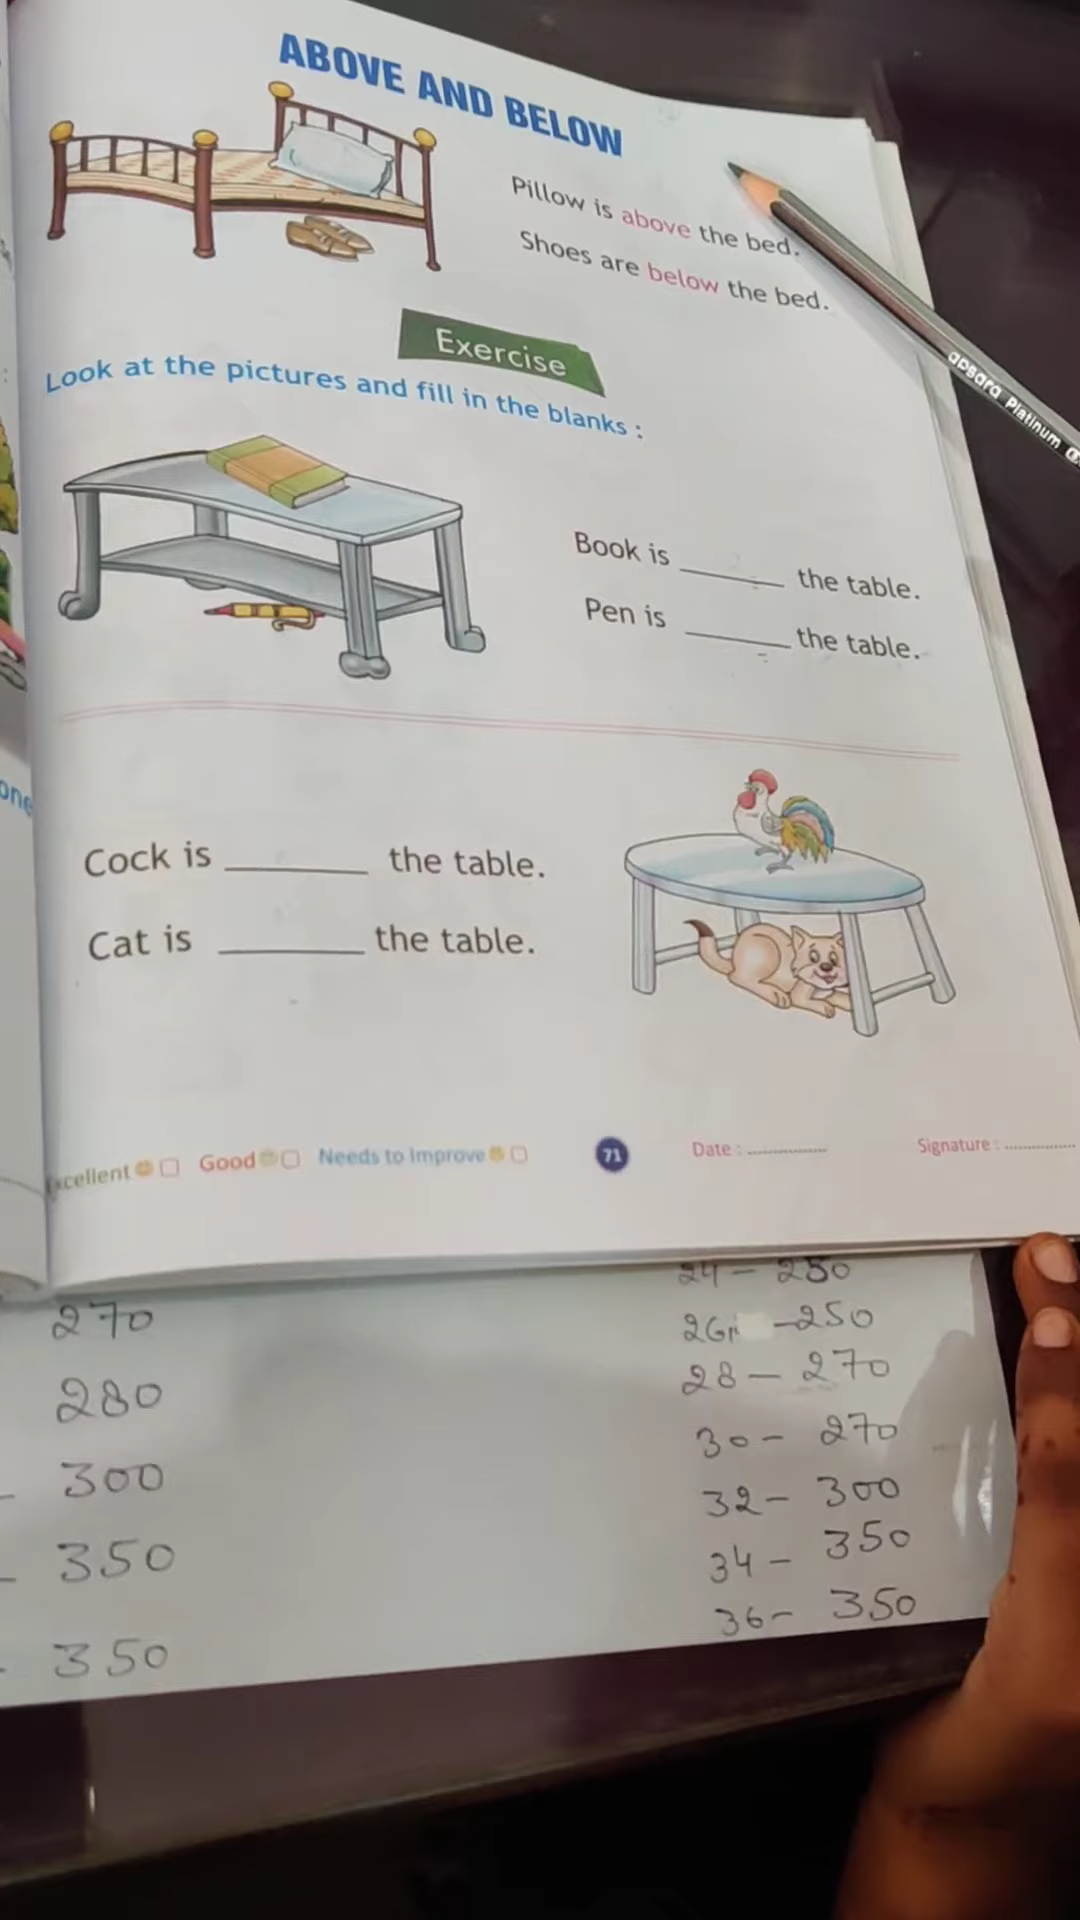 ABOVE AND BELOW
Pillow is above the bed.
Shoes are below the bed.
apsara Platinum
Exercise
Look at the pictures and fill in the blanks :
Book is ______ the table.
Pen is ______ the table.
Cock is ______ the table.
Cat is ______ the table.
Good Needs to Improve
71
Date : ..............
Signature : ..............
270
280
300
350
350
24 - 250
26 -250
28 - 270
30 - 270
32 - 300
34 - 350
36 - 350